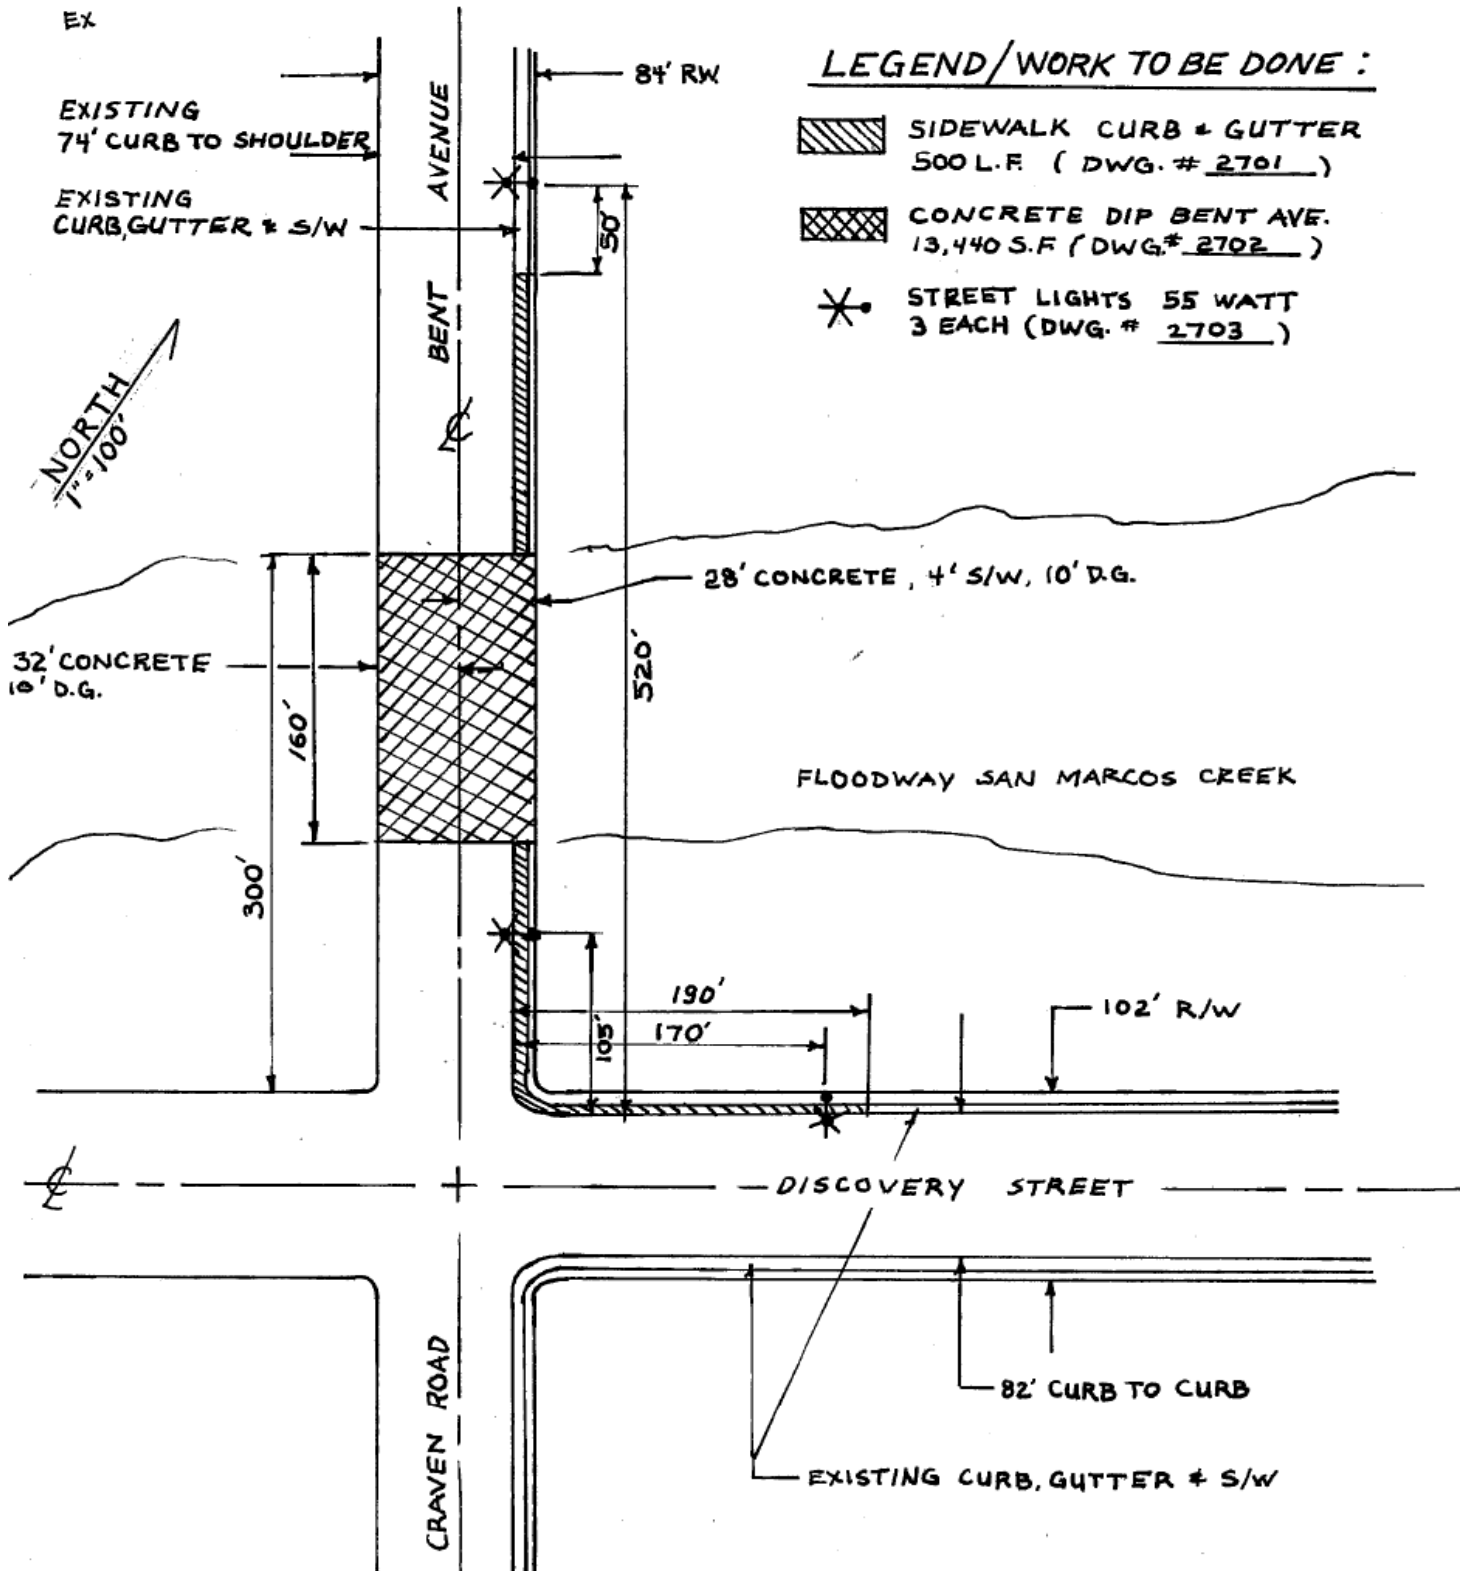 EX
84' RW
LEGEND/WORK TO BE DONE :
EXISTING
74' CURB TO SHOULDER
SIDEWALK CURB & GUTTER
500 L.F. ( DWG. # 2701 )
EXISTING
CURB, GUTTER & S/W
BENT AVENUE
50'
CONCRETE DIP BENT AVE.
13,440 S.F ( DWG.# 2702 )
STREET LIGHTS 55 WATT
3 EACH (DWG. # 2703 )
NORTH
1"=100'
℄
28' CONCRETE, 4' S/W, 10' D.G.
32' CONCRETE
10' D.G.
160'
520'
FLOODWAY SAN MARCOS CREEK
300'
190'
170'
105'
102' R/W
℄
DISCOVERY STREET
CRAVEN ROAD
82' CURB TO CURB
EXISTING CURB, GUTTER & S/W